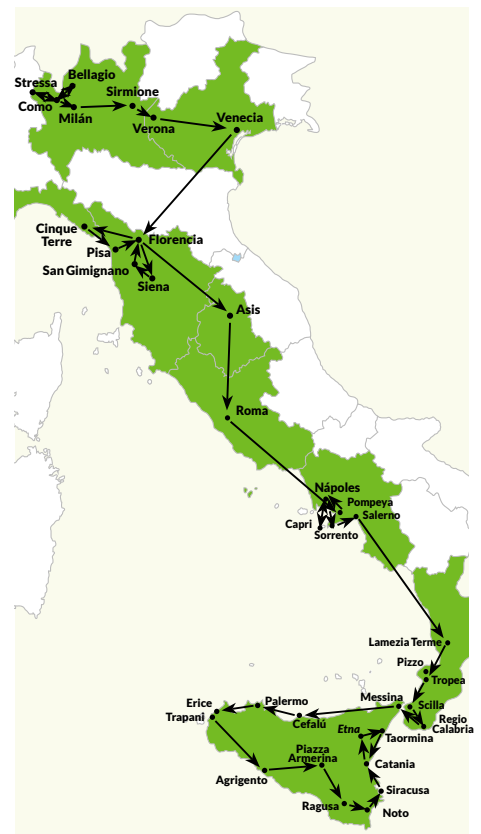 Bellagio
Stressa
Como
Milán
Sirmione
Verona
Venecia
Cinque
Terre
Pisa
Florencia
San Gimignano
Siena
Asis
Roma
Nápoles
Pompeya
Salerno
Capri
Sorrento
Lamezia Terme
Pizzo
Tropea
Messina
Scilla
Regio
Calabria
Erice
Palermo
Trapani
Cefalú
Etna
Taormina
Piazza
Armerina
Catania
Agrigento
Siracusa
Ragusa
Noto